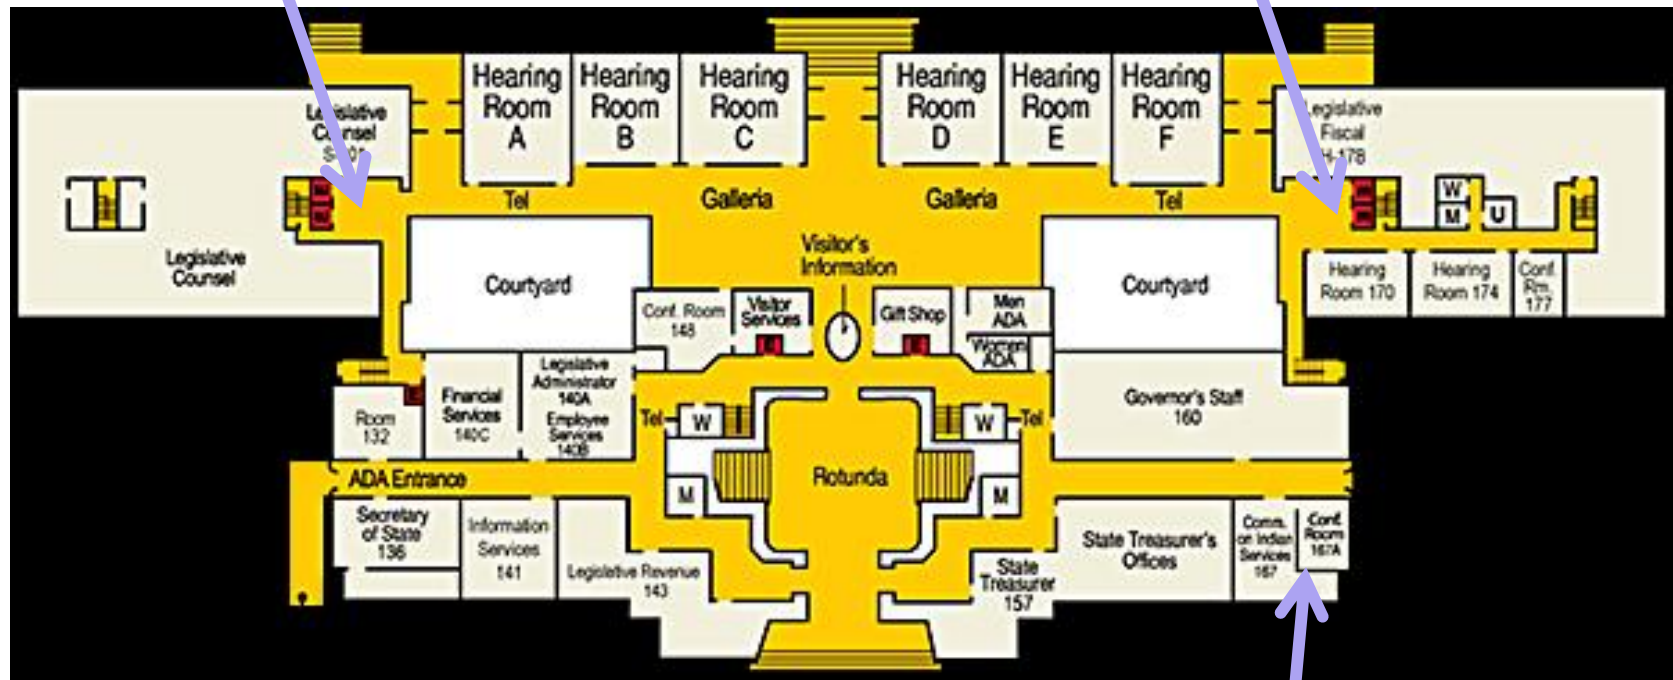 Hearing
Room
A
Hearing
Room
B
Hearing
Room
C
Hearing
Room
D
Hearing
Room
E
Hearing
Room
F
Legislative
Counsel
Legislative
Fiscal
H-178
E
E
Tel
Galleria
Galleria
Tel
W
M
U
Legislative
Counsel
Courtyard
Visitor's
Information
Courtyard
Hearing
Room 170
Hearing
Room 174
Conf.
Rm.
177
Conf. Room
148
Visitor
Services
E
Gift Shop
E
Men
ADA
Women
ADA
Room
132
E
Financial
Services
140C
Legislative
Administrator
140A
Employee
Services
140B
Tel
W
W
Tel
Governor's Staff
160
ADA Entrance
M
Rotunda
M
Secretary
of State
136
Information
Services
141
Legislative Revenue
143
State
Treasurer
157
State Treasurer's
Offices
Comm.
on Indian
Services
167
Conf.
Room
167A